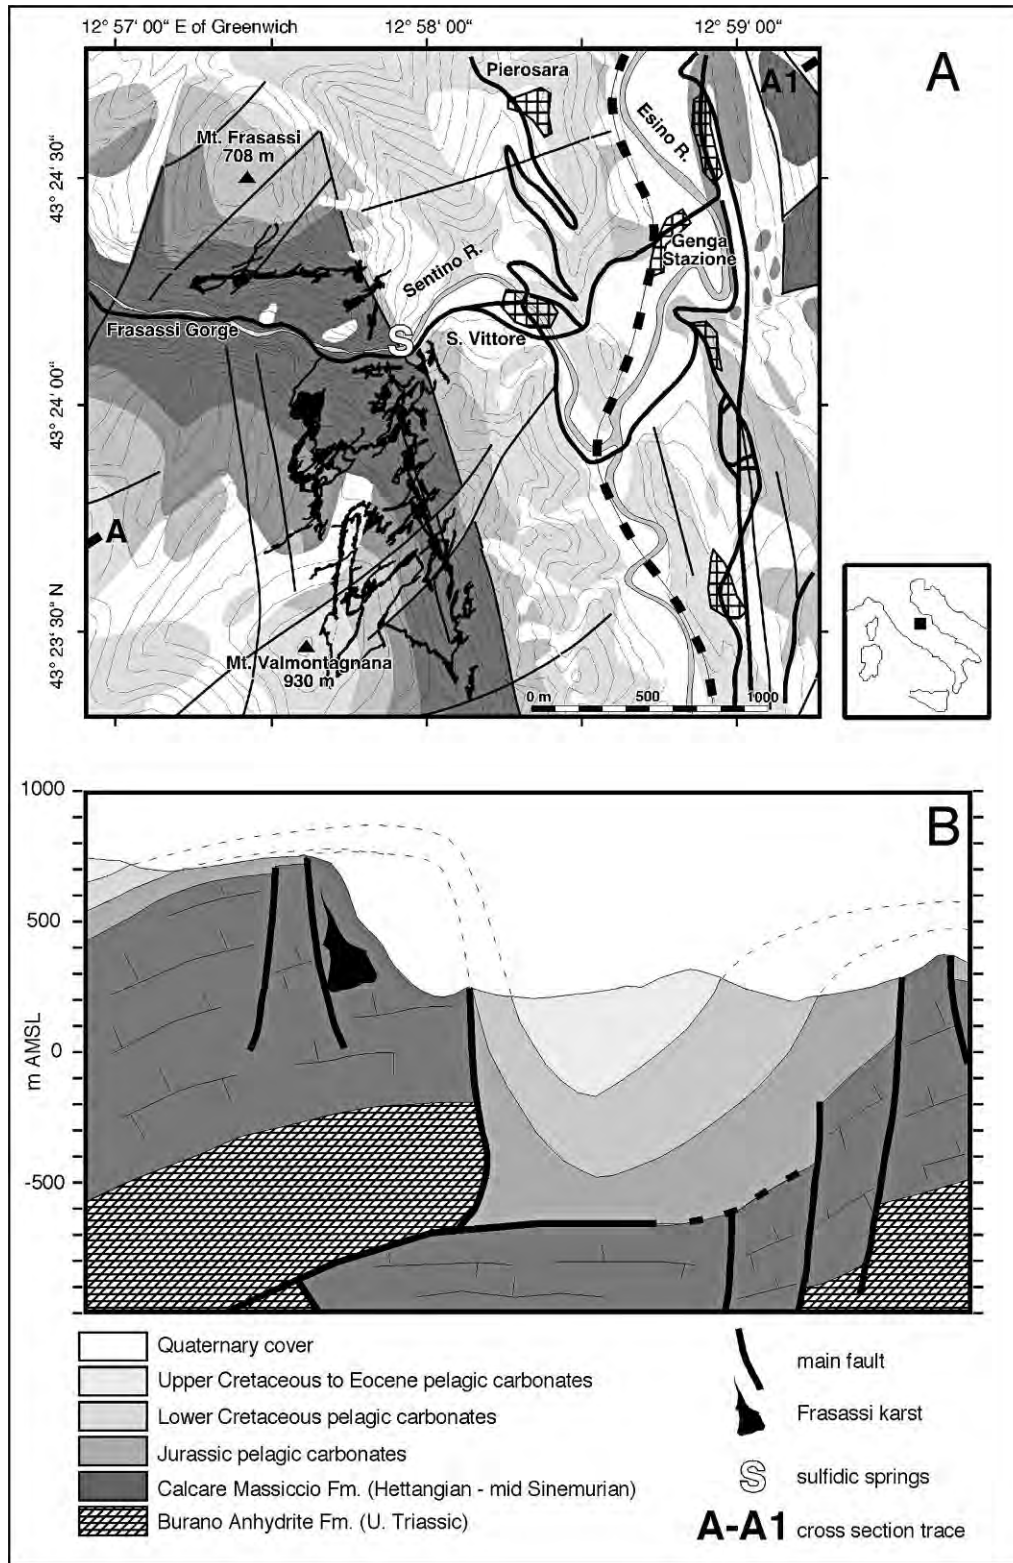 12° 57' 00“ E of Greenwich
12° 58' 00“
12° 59' 00“
A
A1
Pierosara
Esino R.
Mt. Frasassi
708 m
43° 24' 30“
Genga
Stazione
Sentino R.
Frasassi Gorge
S
S. Vittore
43° 24' 00“
A
43° 23' 30“ N
Mt. Valmontagnana
930 m
0 m
500
1000
1000
B
500
m AMSL
0
-500
Quaternary cover
Upper Cretaceous to Eocene pelagic carbonates
Lower Cretaceous pelagic carbonates
Jurassic pelagic carbonates
Calcare Massiccio Fm. (Hettangian - mid Sinemurian)
Burano Anhydrite Fm. (U. Triassic)
main fault
Frasassi karst
S sulfidic springs
A-A1 cross section trace